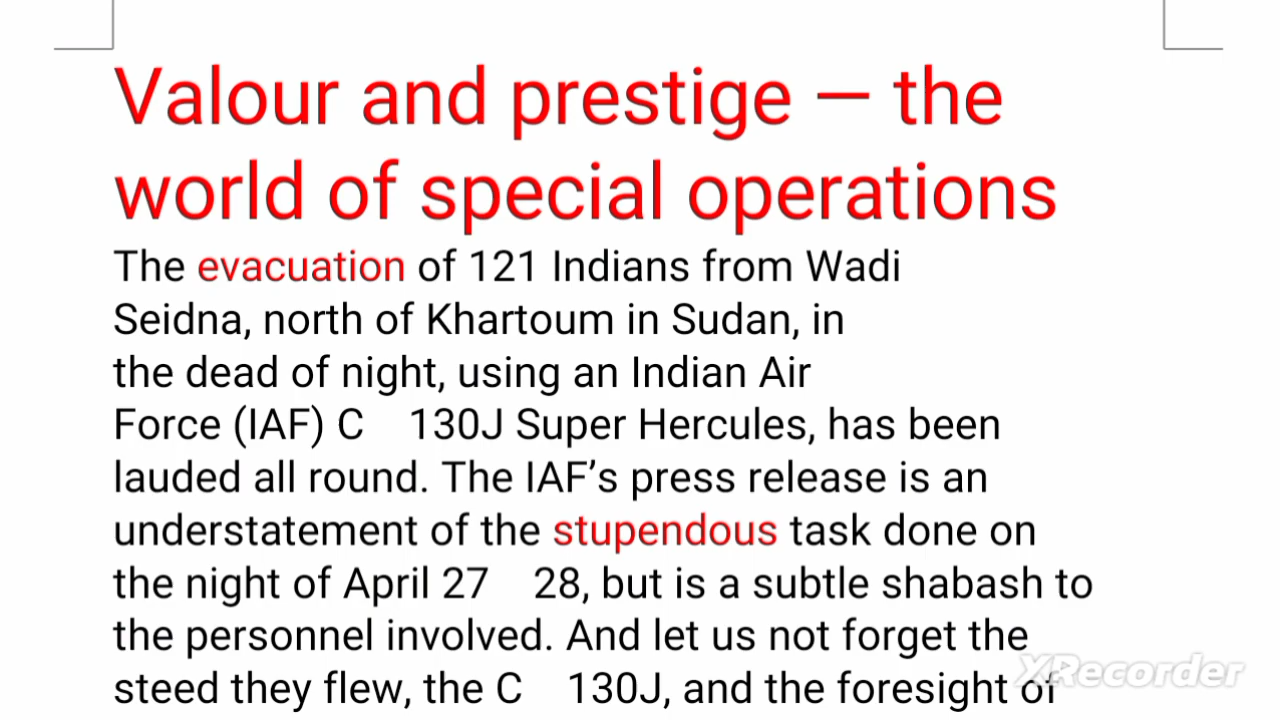 Valour and prestige — the
world of special operations
The evacuation of 121 Indians from Wadi
Seidna, north of Khartoum in Sudan, in
the dead of night, using an Indian Air
Force (IAF) C 130J Super Hercules, has been
lauded all round. The IAF’s press release is an
understatement of the stupendous task done on
the night of April 27 28, but is a subtle shabash to
the personnel involved. And let us not forget the
steed they flew, the C 130J, and the foresight of
XRecorder